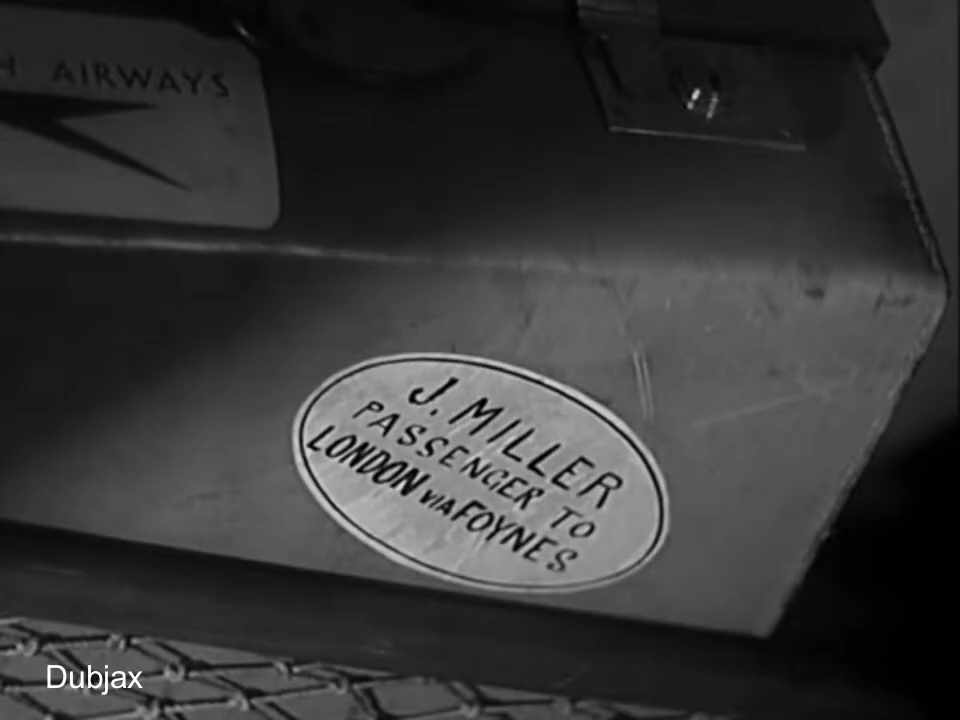 AIRWAYS
J. MILLER
PASSENGER TO
LONDON VIA FOYNES
Dubjax